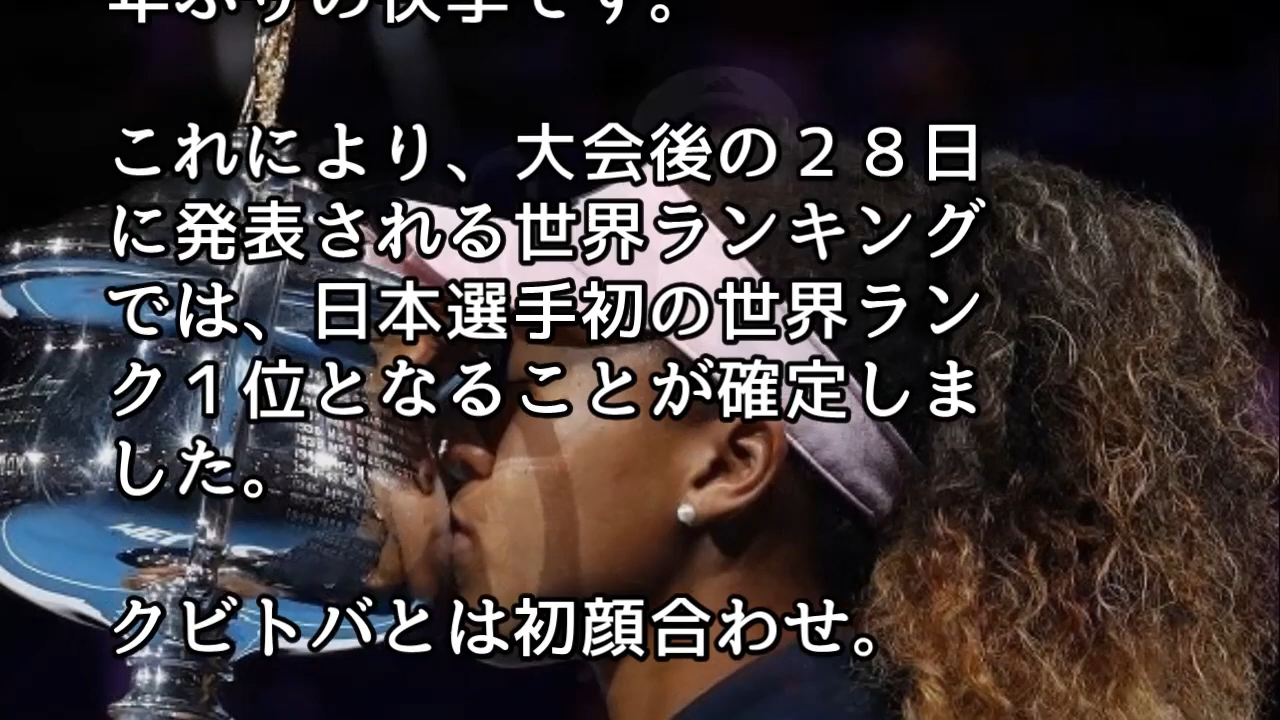 これにより、大会後の２８日
に発表される世界ランキング
では、日本選手初の世界ラン
ク１位となることが確定しま
した。
クビトバとは初顔合わせ。